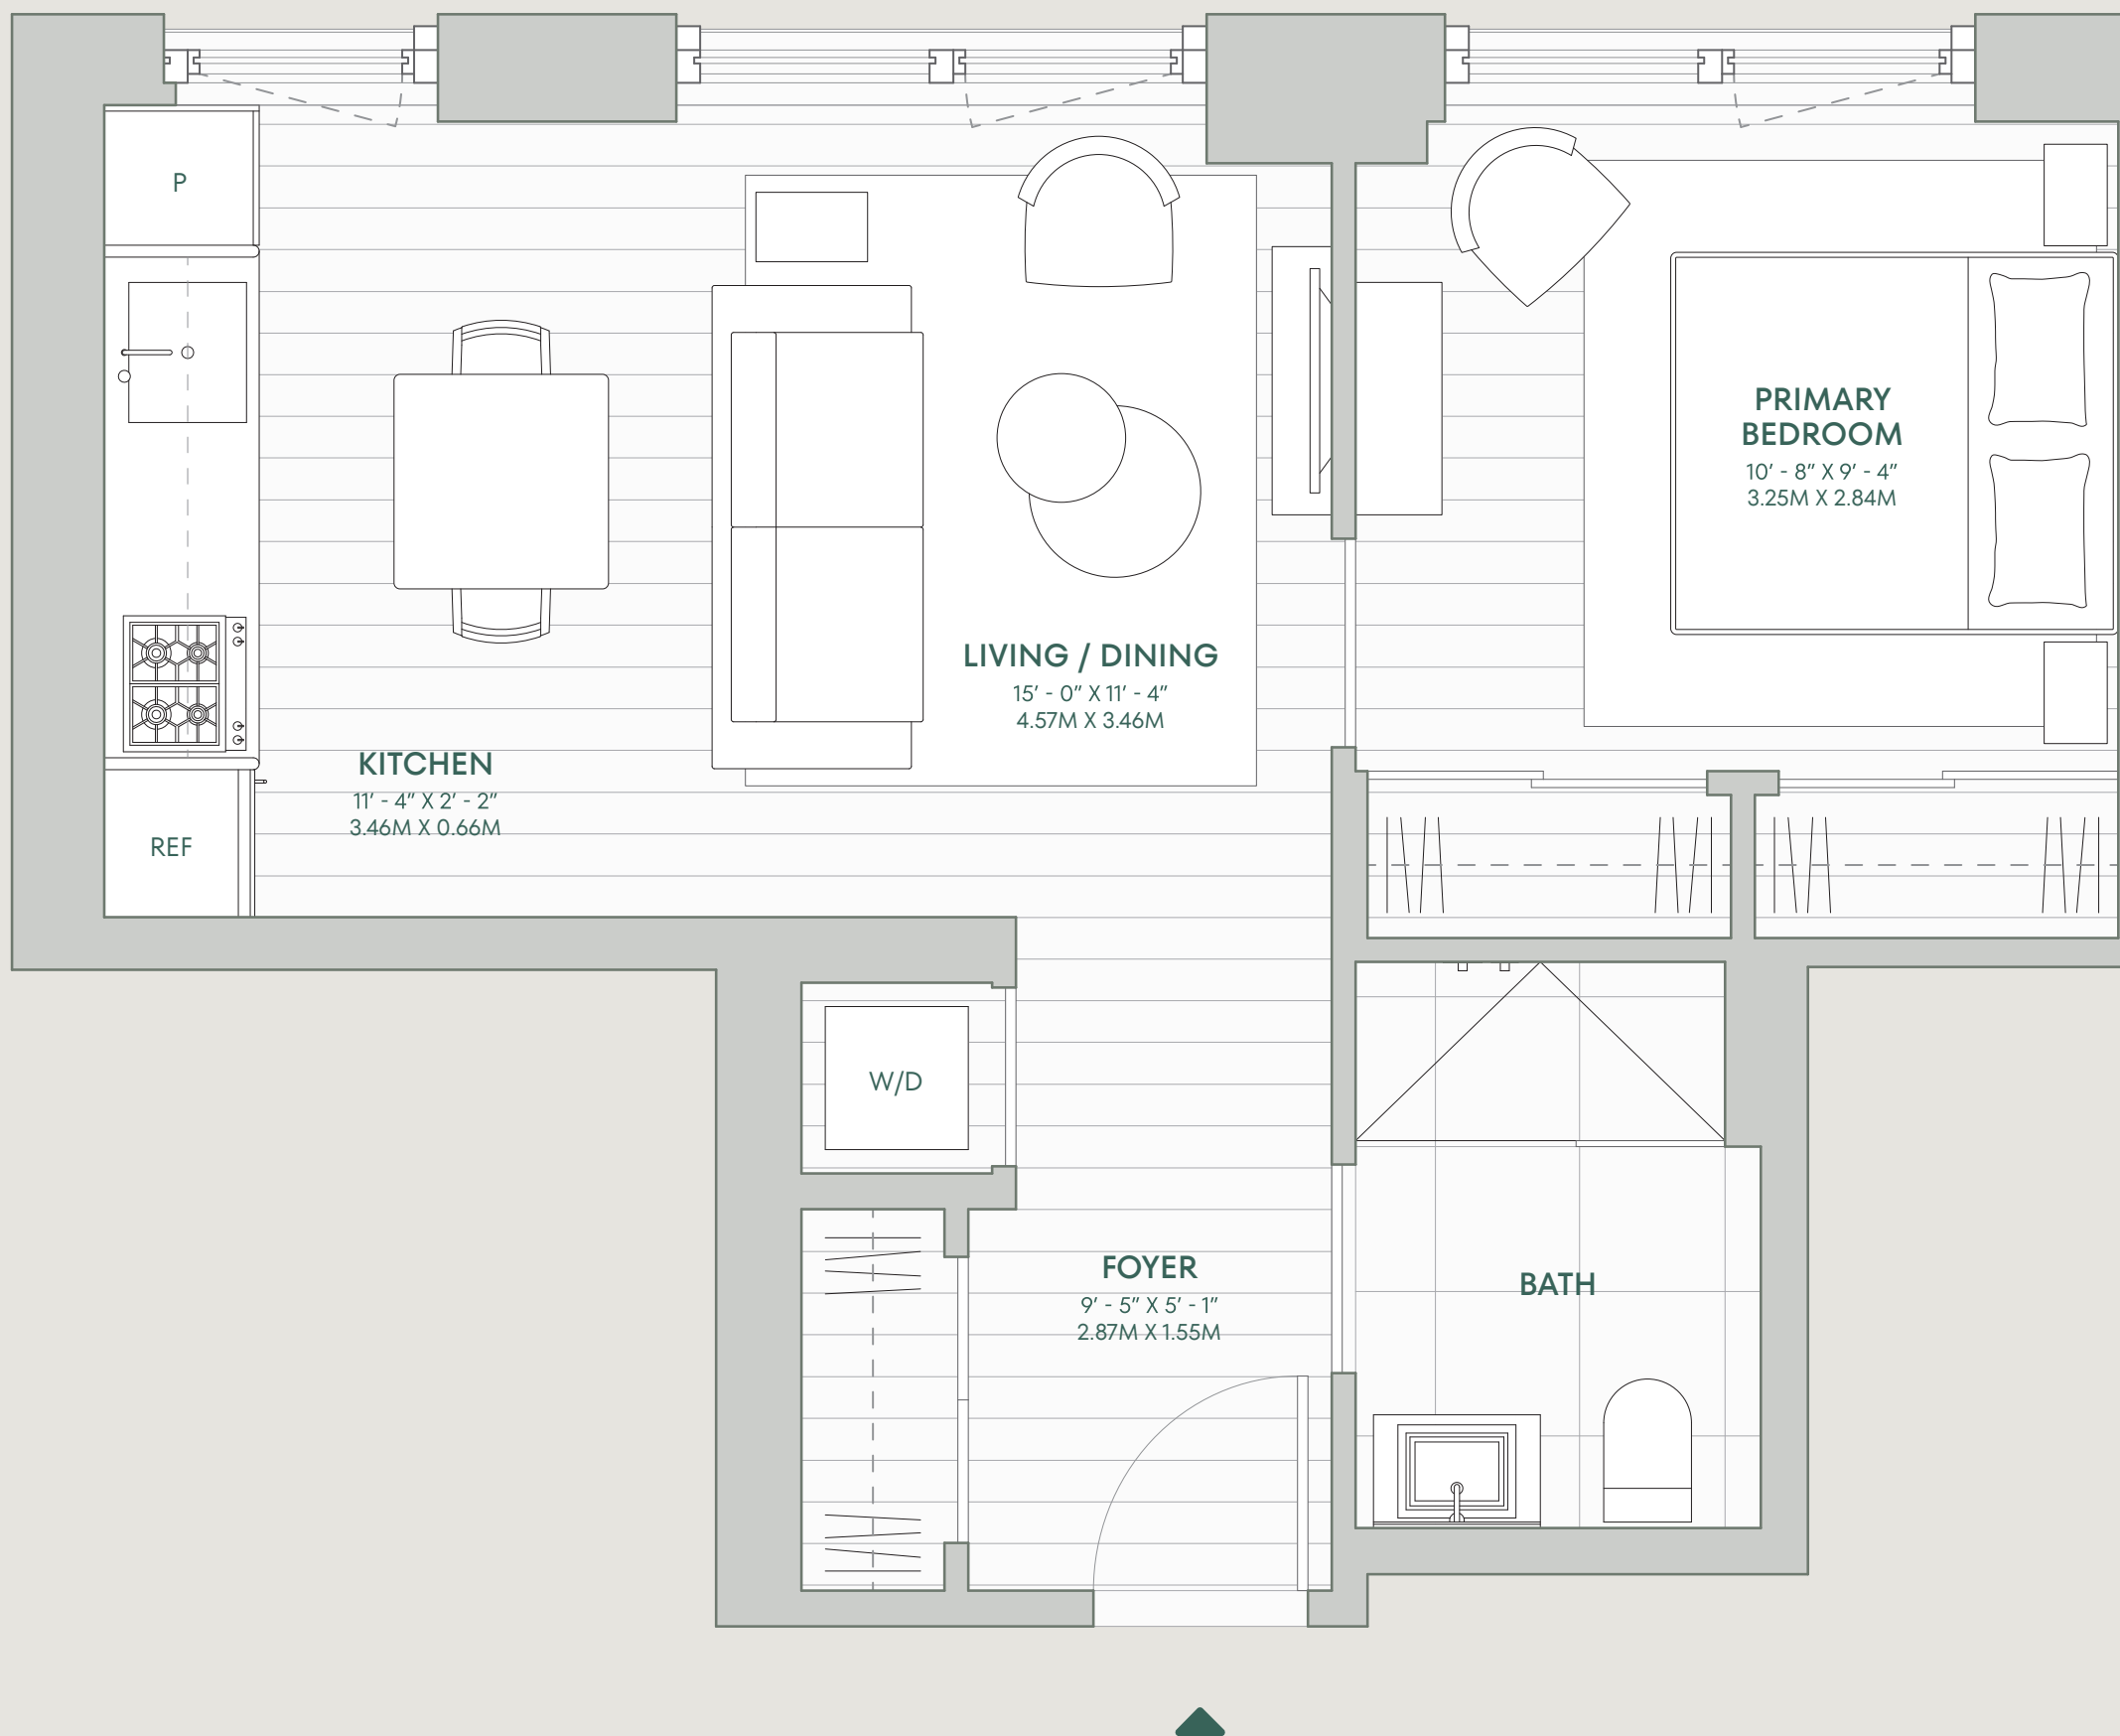 P
PRIMARY
BEDROOM
10’ - 8” X 9’ - 4”
3.25M X 2.84M
LIVING / DINING
15’ - 0” X 11’ - 4”
4.57M X 3.46M
KITCHEN
11’ - 4” X 2’ - 2”
3.46M X 0.66M
REF
W/D
FOYER
9’ - 5” X 5’ - 1”
2.87M X 1.55M
BATH